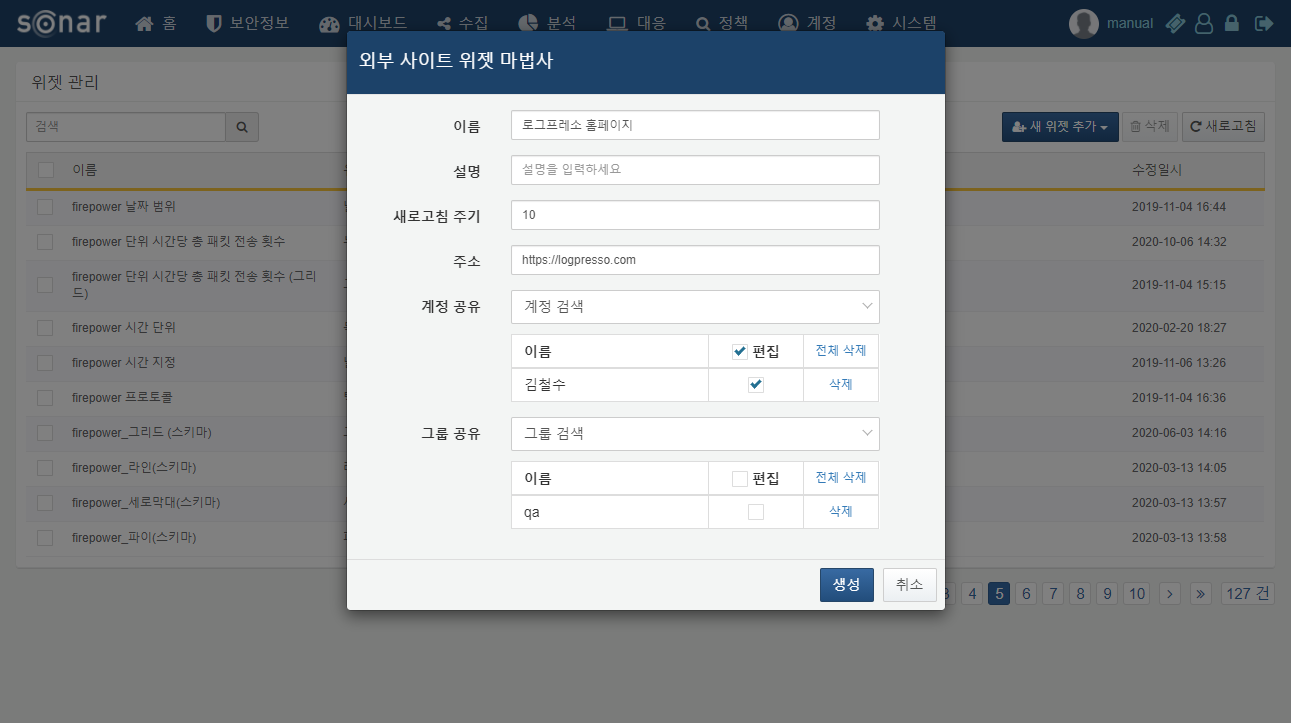 sonar 홈 보안정보 대시보드 수집 분석 대응 정책 계정 시스템 manual
위젯 관리
외부 사이트 위젯 마법사
검색
새 위젯 추가 삭제 새로고침
이름 수정일시
firepower 날짜 범위 2019-11-04 16:44
firepower 단위 시간당 총 패킷 전송 횟수 2020-10-06 14:32
firepower 단위 시간당 총 패킷 전송 횟수 (그리
드) 2019-11-04 15:15
firepower 시간 단위 2020-02-20 18:27
firepower 시간 지정 2019-11-06 13:26
firepower 프로토콜 2019-11-04 16:36
firepower_그리드 (스키마) 2020-06-03 14:16
firepower_라인(스키마) 2020-03-13 14:05
firepower_세로막대(스키마) 2020-03-13 13:57
firepower_파이(스키마) 2020-03-13 13:58
이름 로그프레소 홈페이지
설명 설명을 입력하세요
새로고침 주기 10
주소 https://logpresso.com
계정 공유 계정 검색
이름 편집 전체 삭제
김철수 삭제
그룹 공유 그룹 검색
이름 편집 전체 삭제
qa 삭제
생성 취소
4 5 6 7 8 9 10 › » 127 건